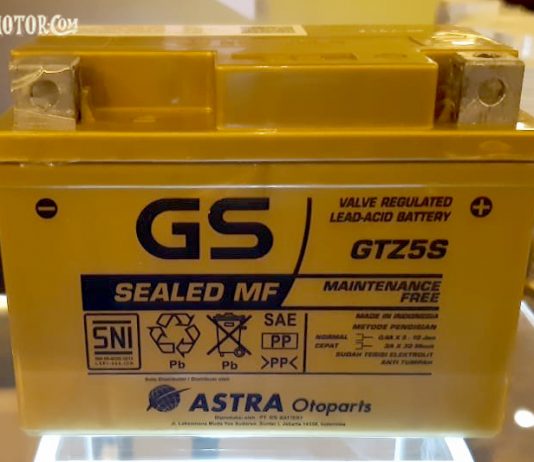 MOTOR.COM
GS
VALVE REGULATED
LEAD-ACID BATTERY
GTZ5S
SEALED MF
MAINTENANCE
FREE
SNI
Pb
Pb
SAE
PP
>PP<
MADE IN INDONESIA
METODE PENGISIAN
NORMAL
CEPAT
SUDAH TERISI ELEKTROLIT
ANTI TUMPAH
ASTRA Otoparts